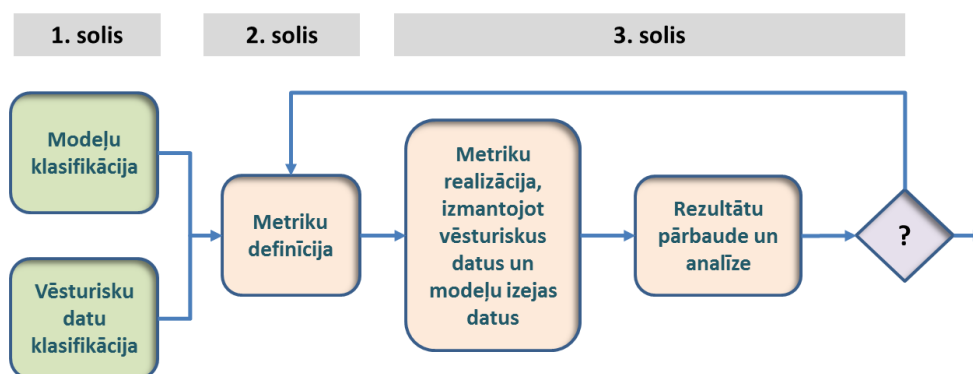 1. solis
2. solis
3. solis
Modeļu
klasifikācija
Vēsturisku
datu
klasifikācija
Metriku
definīcija
Metriku
realizācija,
izmantojot
vēsturiskus
datus un
modeļu izejas
datus
Rezultātu
pārbaude un
analīze
?